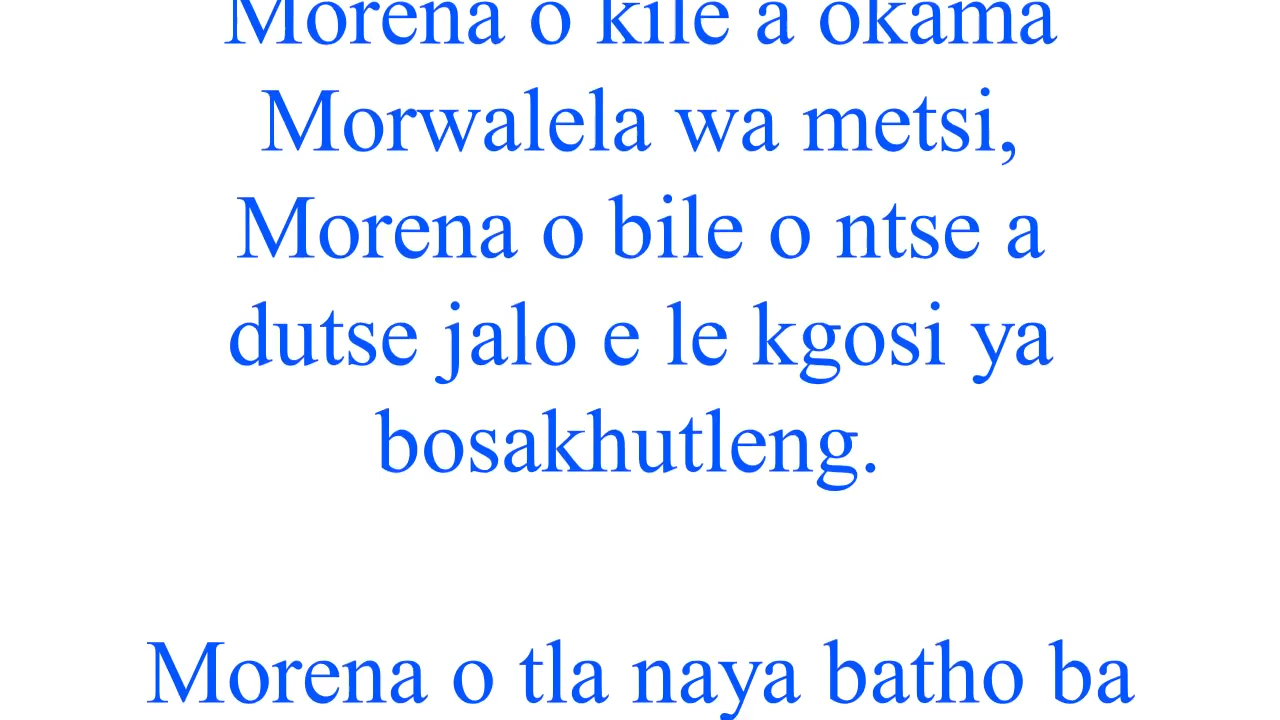 Morena o kile a okama
Morwalela wa metsi,
Morena o bile o ntse a
dutse jalo e le kgosi ya
bosakhutleng.
Morena o tla naya batho ba